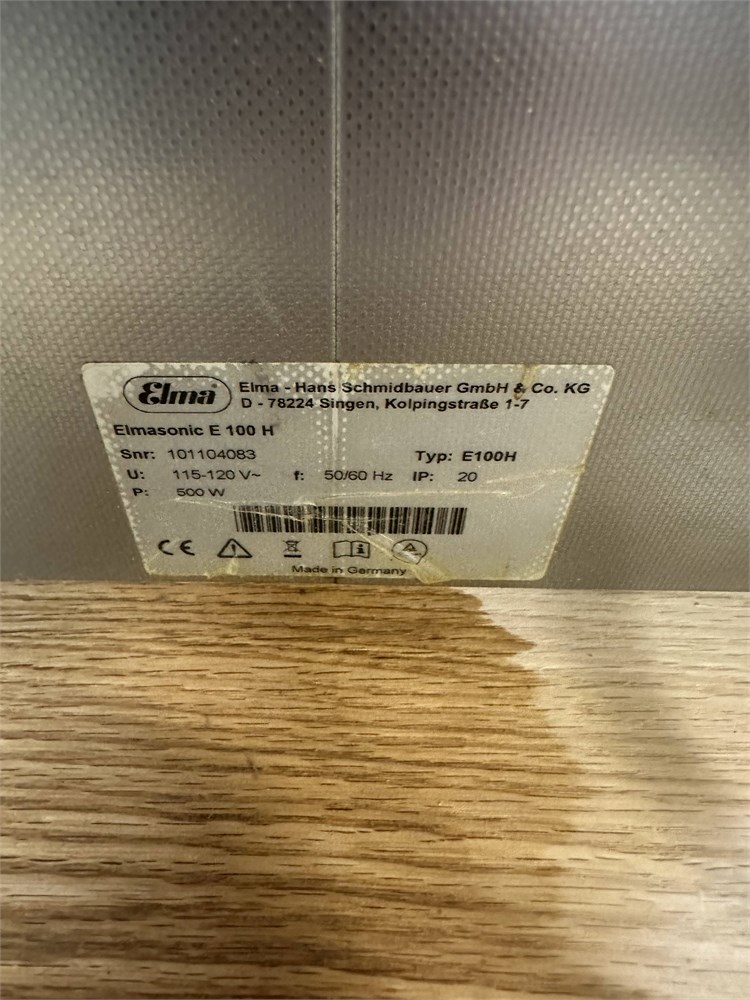 Elma Elma - Hans Schmidbauer GmbH & Co. KG
D - 78224 Singen, Kolpingstraße 1-7
Elmasonic E 100 H
Snr: 101104083 Typ: E100H
U: 115-120 V~ f: 50/60 Hz IP: 20
P: 500 W
CE
Made in Germany